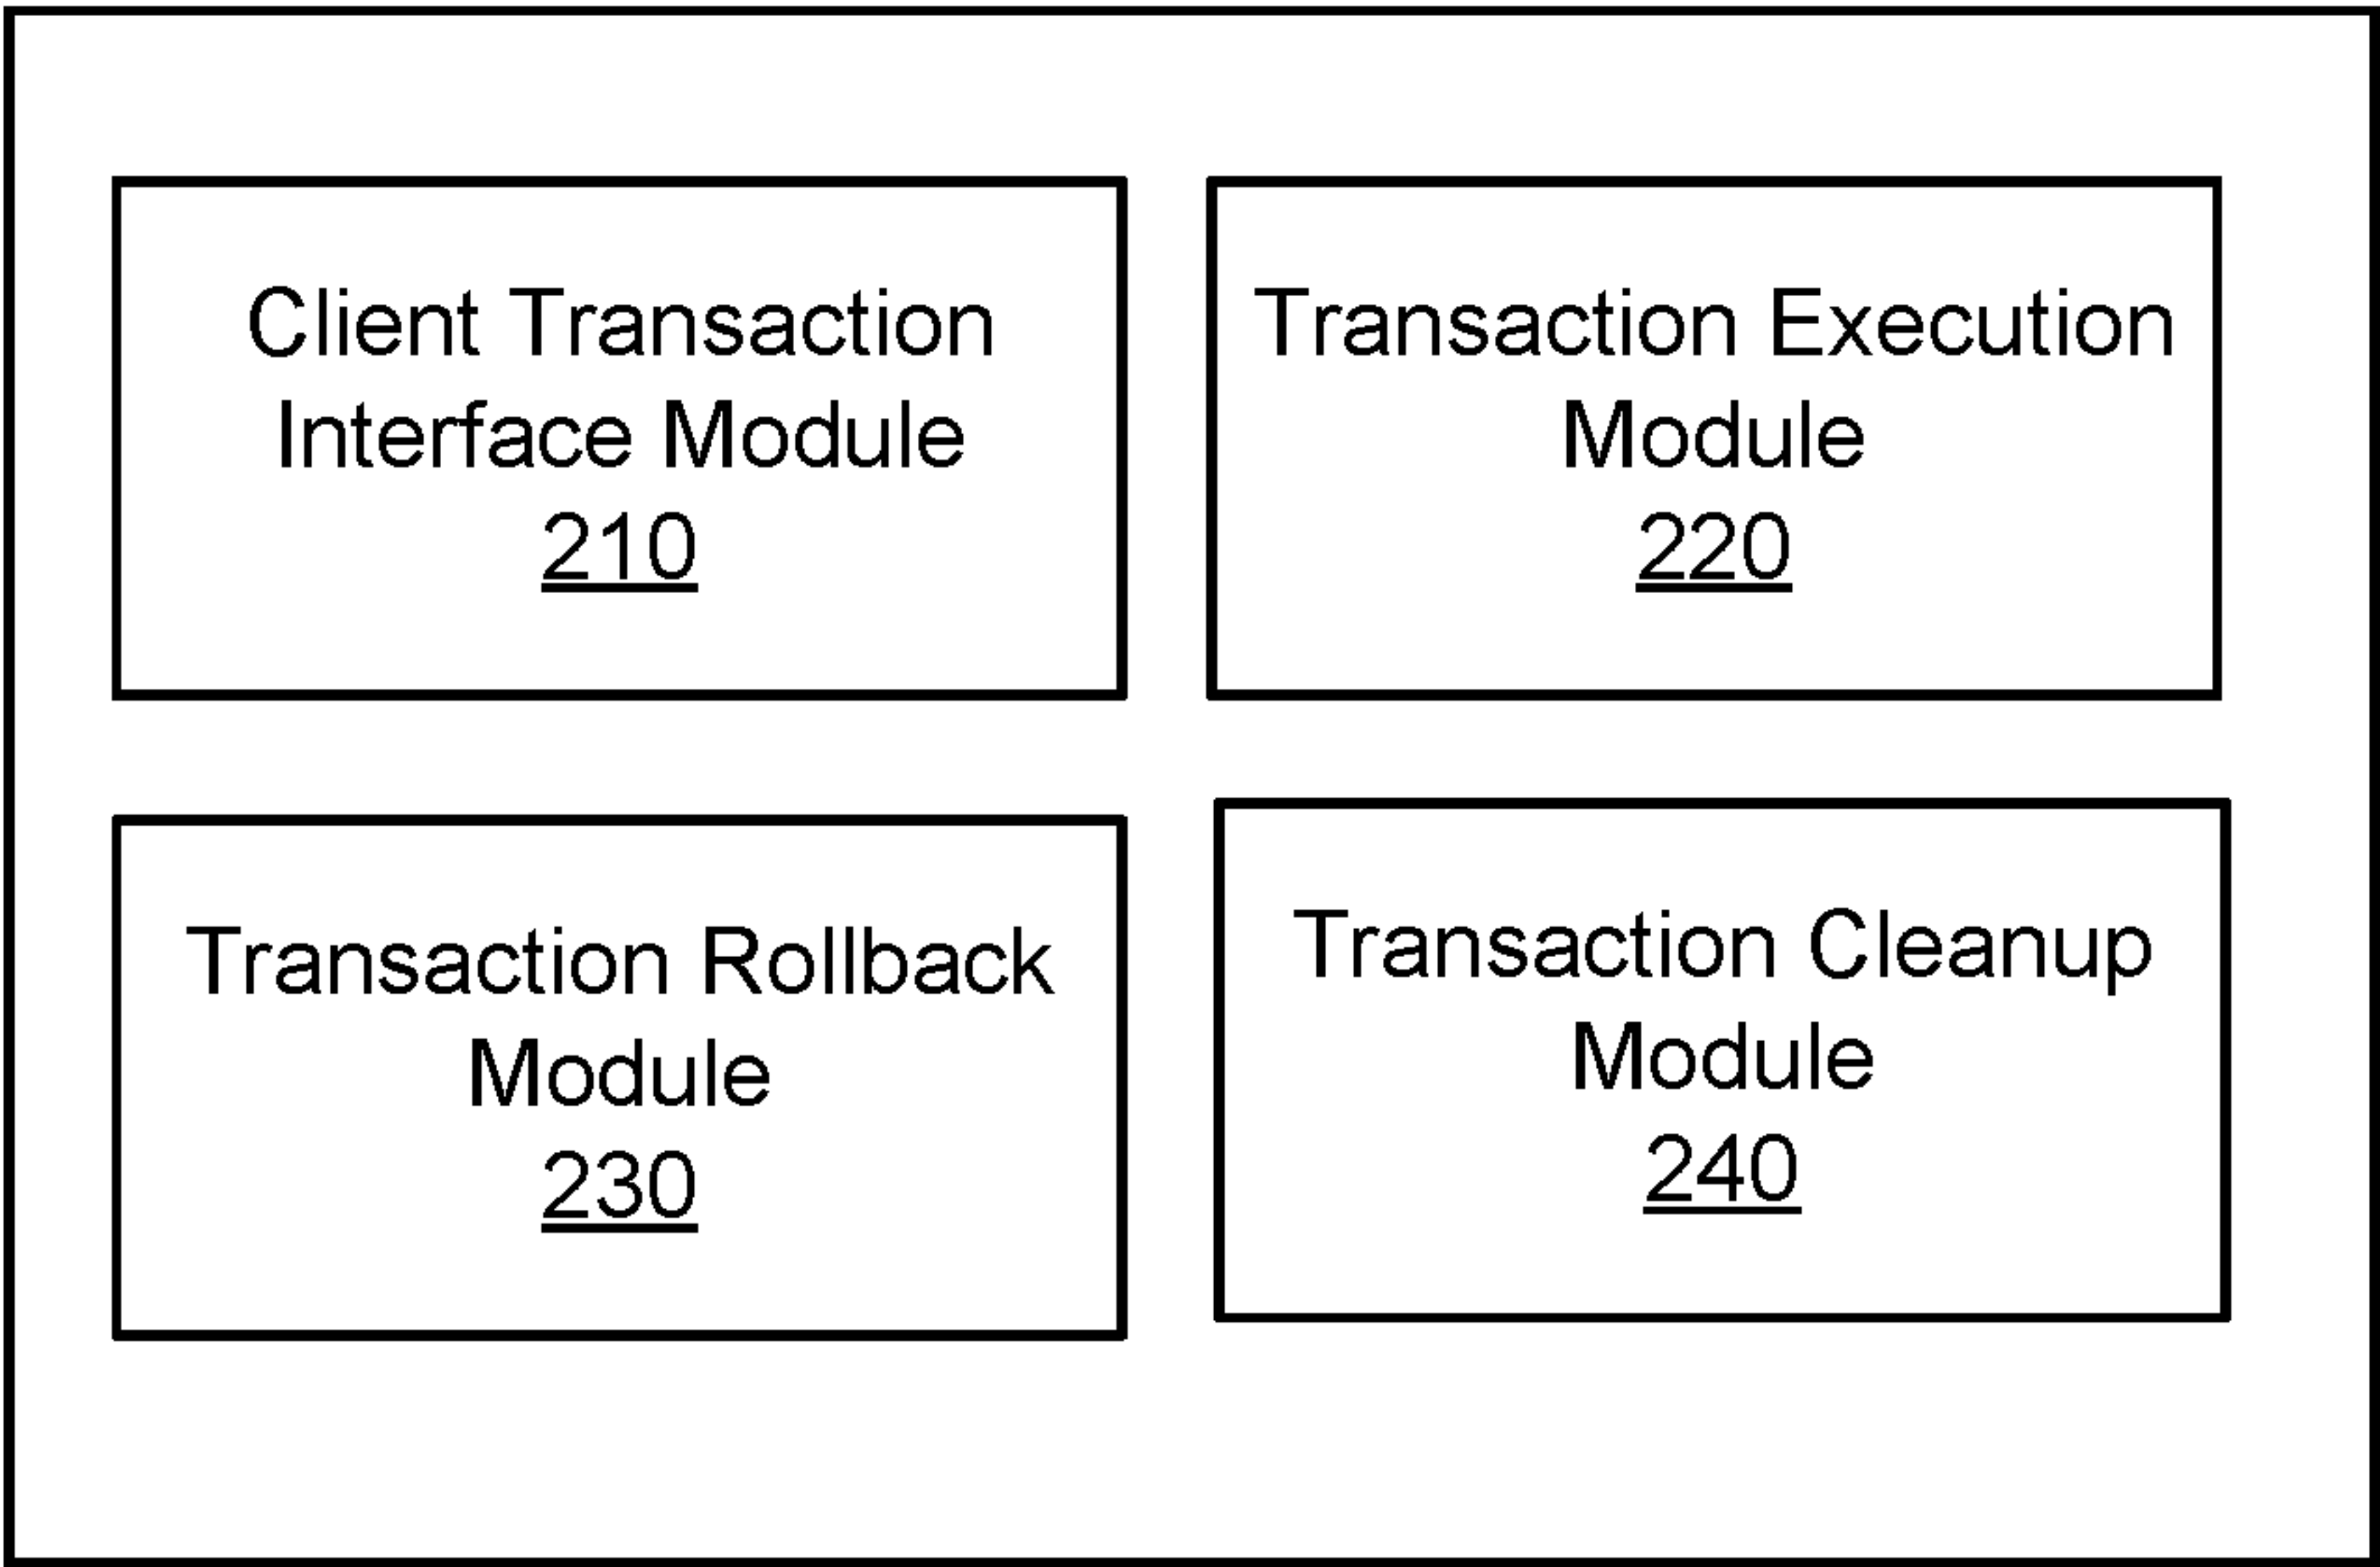 Client Transaction
Interface Module
210
Transaction Execution
Module
220
Transaction Rollback
Module
230
Transaction Cleanup
Module
240